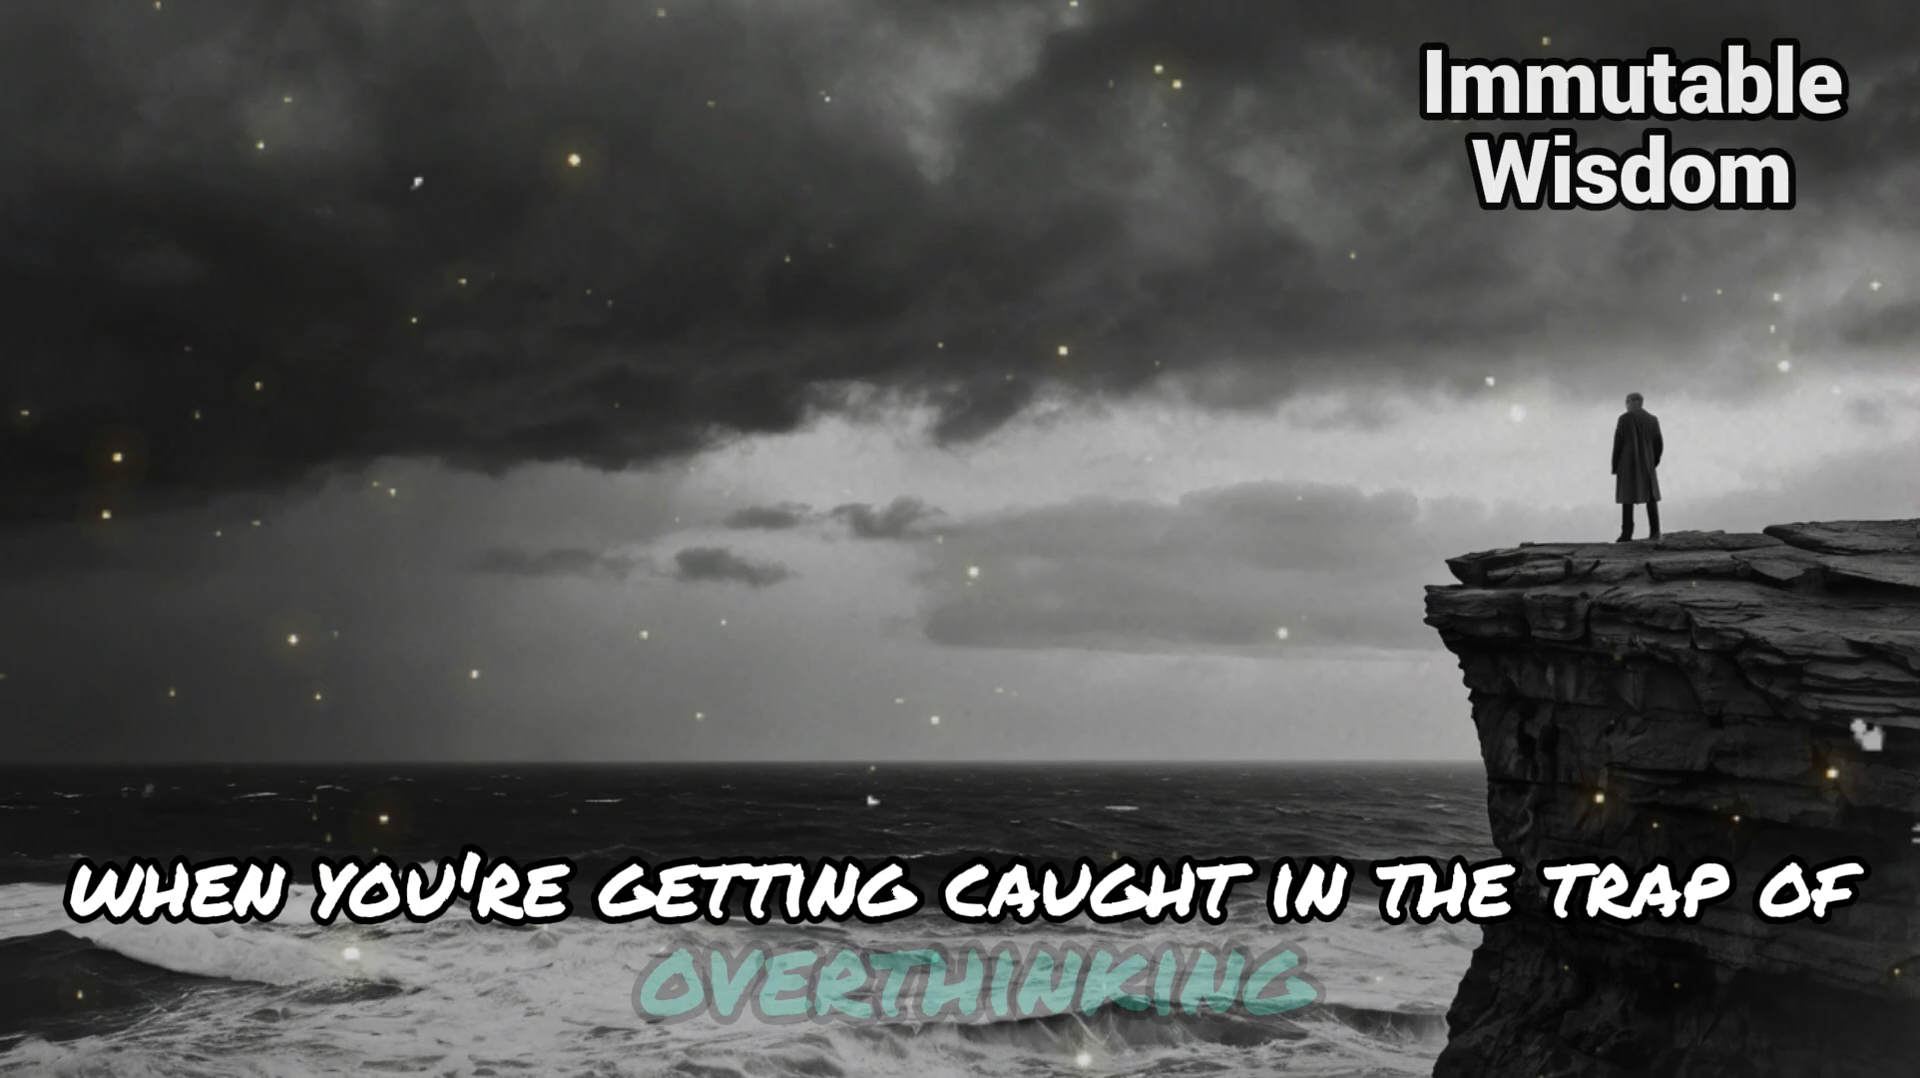 Immutable
Wisdom
WHEN YOU'RE GETTING CAUGHT IN THE TRAP OF
OVERTHINKING